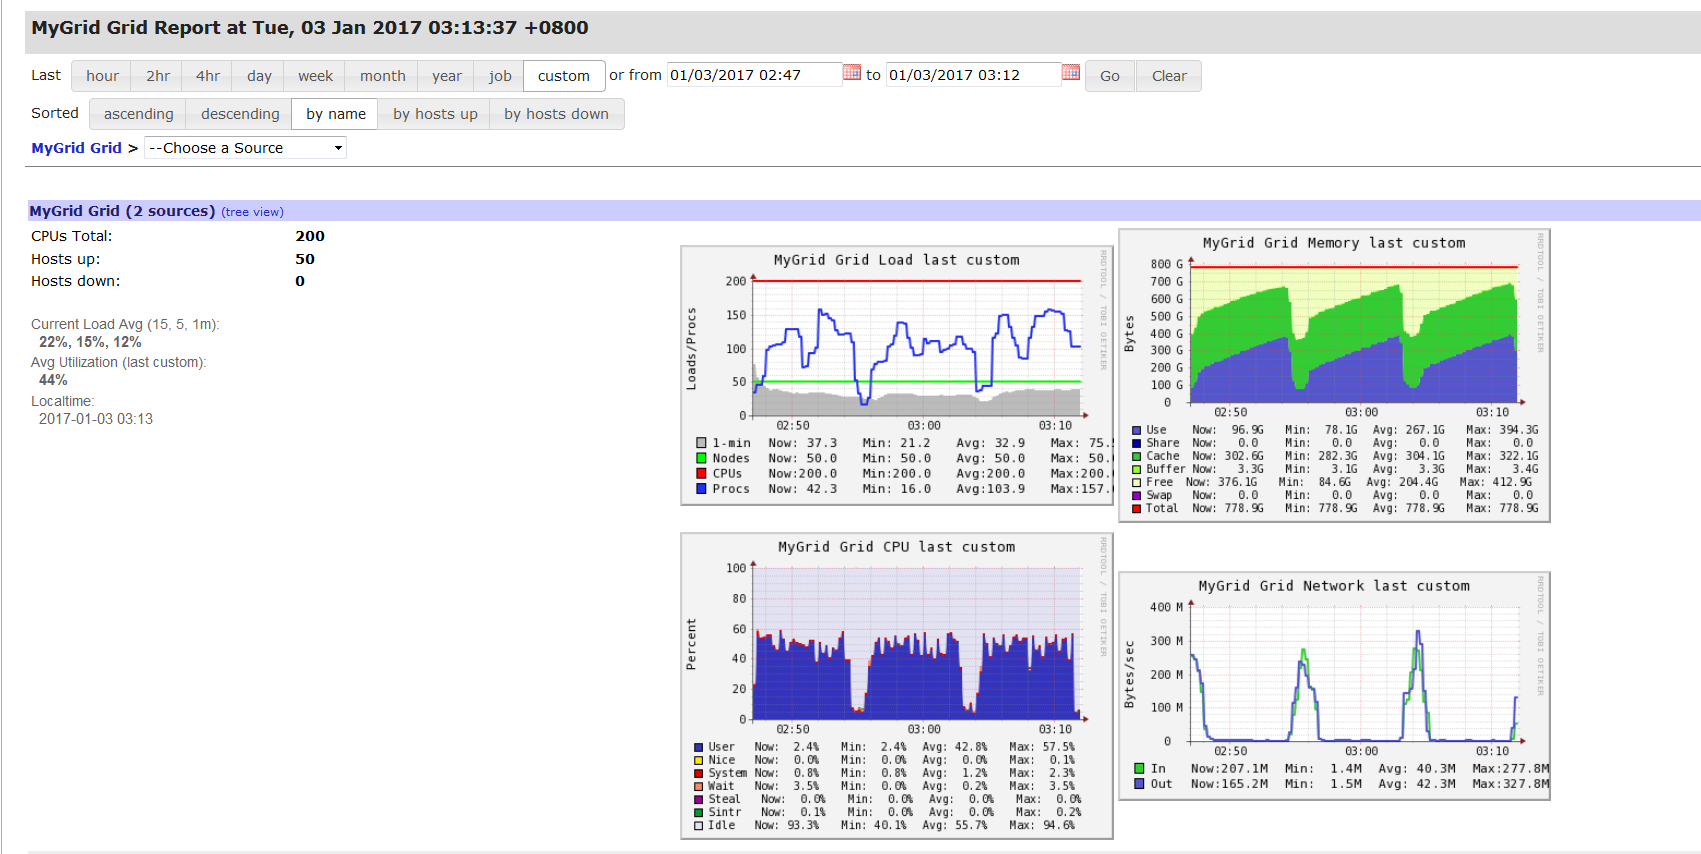 MyGrid Grid Report at Tue, 03 Jan 2017 03:13:37 +0800
Last hour 2hr 4hr day week month year job custom or from 01/03/2017 02:47 to 01/03/2017 03:12 Go Clear
Sorted ascending descending by name by hosts up by hosts down
MyGrid Grid > --Choose a Source
MyGrid Grid (2 sources) (tree view)
CPUs Total: 200
Hosts up: 50
Hosts down: 0
Current Load Avg (15, 5, 1m):
22%, 15%, 12%
Avg Utilization (last custom):
44%
Localtime:
2017-01-03 03:13
MyGrid Grid Load last custom
RRDTOOL / TOBI OETIKER
Loads/Procs
200
150
100
50
0
02:50 03:00 03:10
1-min Now: 37.3 Min: 21.2 Avg: 32.9 Max: 75.
Nodes Now: 50.0 Min: 50.0 Avg: 50.0 Max: 50.
CPUs Now:200.0 Min:200.0 Avg:200.0 Max:200.
Procs Now: 42.3 Min: 16.0 Avg:103.9 Max:157.
MyGrid Grid Memory last custom
RRDTOOL / TOBI OETIKER
Bytes
800 G
700 G
600 G
500 G
400 G
300 G
200 G
100 G
0
02:50 03:00 03:10
Use Now: 96.9G Min: 78.1G Avg: 267.1G Max: 394.3G
Share Now: 0.0 Min: 0.0 Avg: 0.0 Max: 0.0
Cache Now: 302.6G Min: 282.3G Avg: 304.1G Max: 322.1G
Buffer Now: 3.3G Min: 3.1G Avg: 3.3G Max: 3.4G
Free Now: 376.1G Min: 84.6G Avg: 204.4G Max: 412.9G
Swap Now: 0.0 Min: 0.0 Avg: 0.0 Max: 0.0
Total Now: 778.9G Min: 778.9G Avg: 778.9G Max: 778.9G
MyGrid Grid CPU last custom
RRDTOOL / TOBI OETIKER
Percent
100
80
60
40
20
0
02:50 03:00 03:10
User Now: 2.4% Min: 2.4% Avg: 42.8% Max: 57.5%
Nice Now: 0.0% Min: 0.0% Avg: 0.0% Max: 0.1%
System Now: 0.8% Min: 0.8% Avg: 1.2% Max: 2.3%
Wait Now: 3.5% Min: 0.0% Avg: 0.2% Max: 3.5%
Steal Now: 0.0% Min: 0.0% Avg: 0.0% Max: 0.0%
Sintr Now: 0.1% Min: 0.0% Avg: 0.0% Max: 0.2%
Idle Now: 93.3% Min: 40.1% Avg: 55.7% Max: 94.6%
MyGrid Grid Network last custom
RRDTOOL / TOBI OETIKER
Bytes/sec
400 M
300 M
200 M
100 M
0
02:50 03:00 03:10
In Now:207.1M Min: 1.4M Avg: 40.3M Max:277.8M
Out Now:165.2M Min: 1.5M Avg: 42.3M Max:327.8M